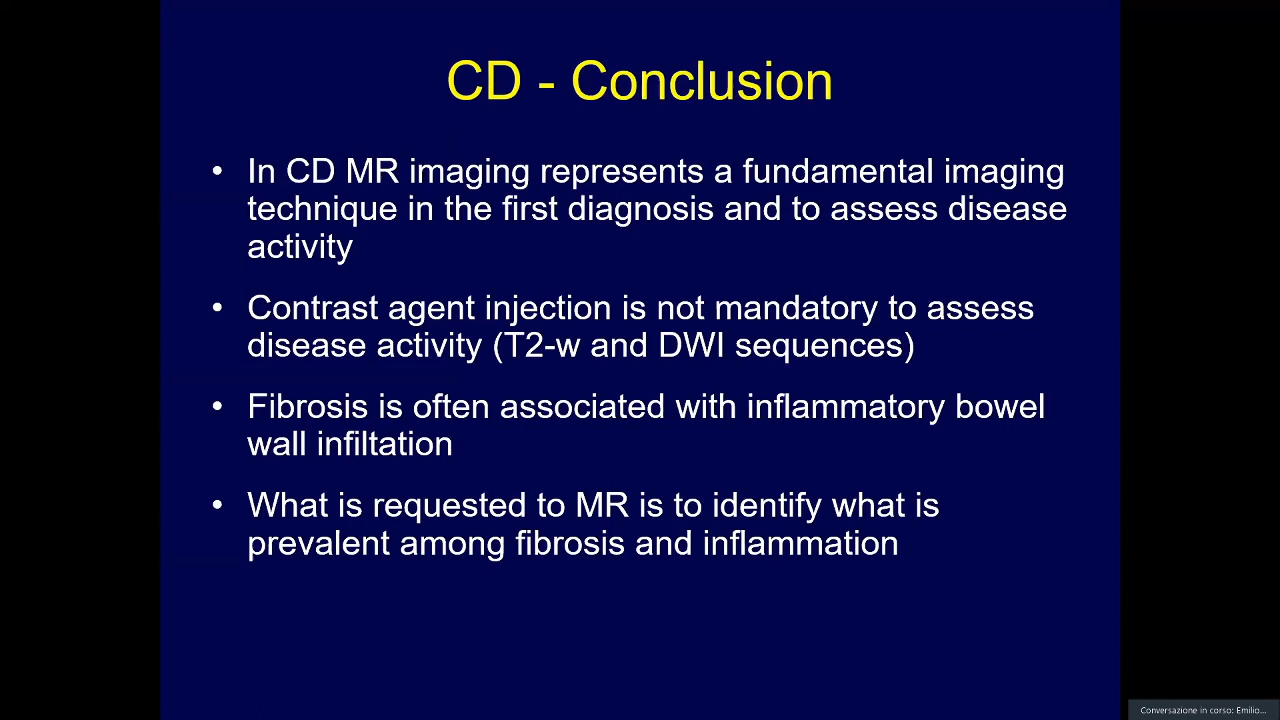 CD - Conclusion
• In CD MR imaging represents a fundamental imaging
technique in the first diagnosis and to assess disease
activity
• Contrast agent injection is not mandatory to assess
disease activity (T2-w and DWI sequences)
• Fibrosis is often associated with inflammatory bowel
wall infiltation
• What is requested to MR is to identify what is
prevalent among fibrosis and inflammation
Conversazione in corso: Emilio...